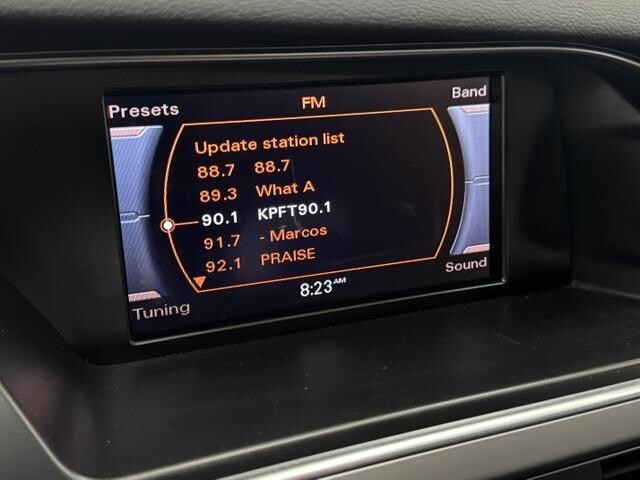 Presets FM Band
Update station list
88.7 88.7
89.3 What A
90.1 KPFT90.1
91.7 - Marcos
92.1 PRAISE
Tuning 8:23AM Sound